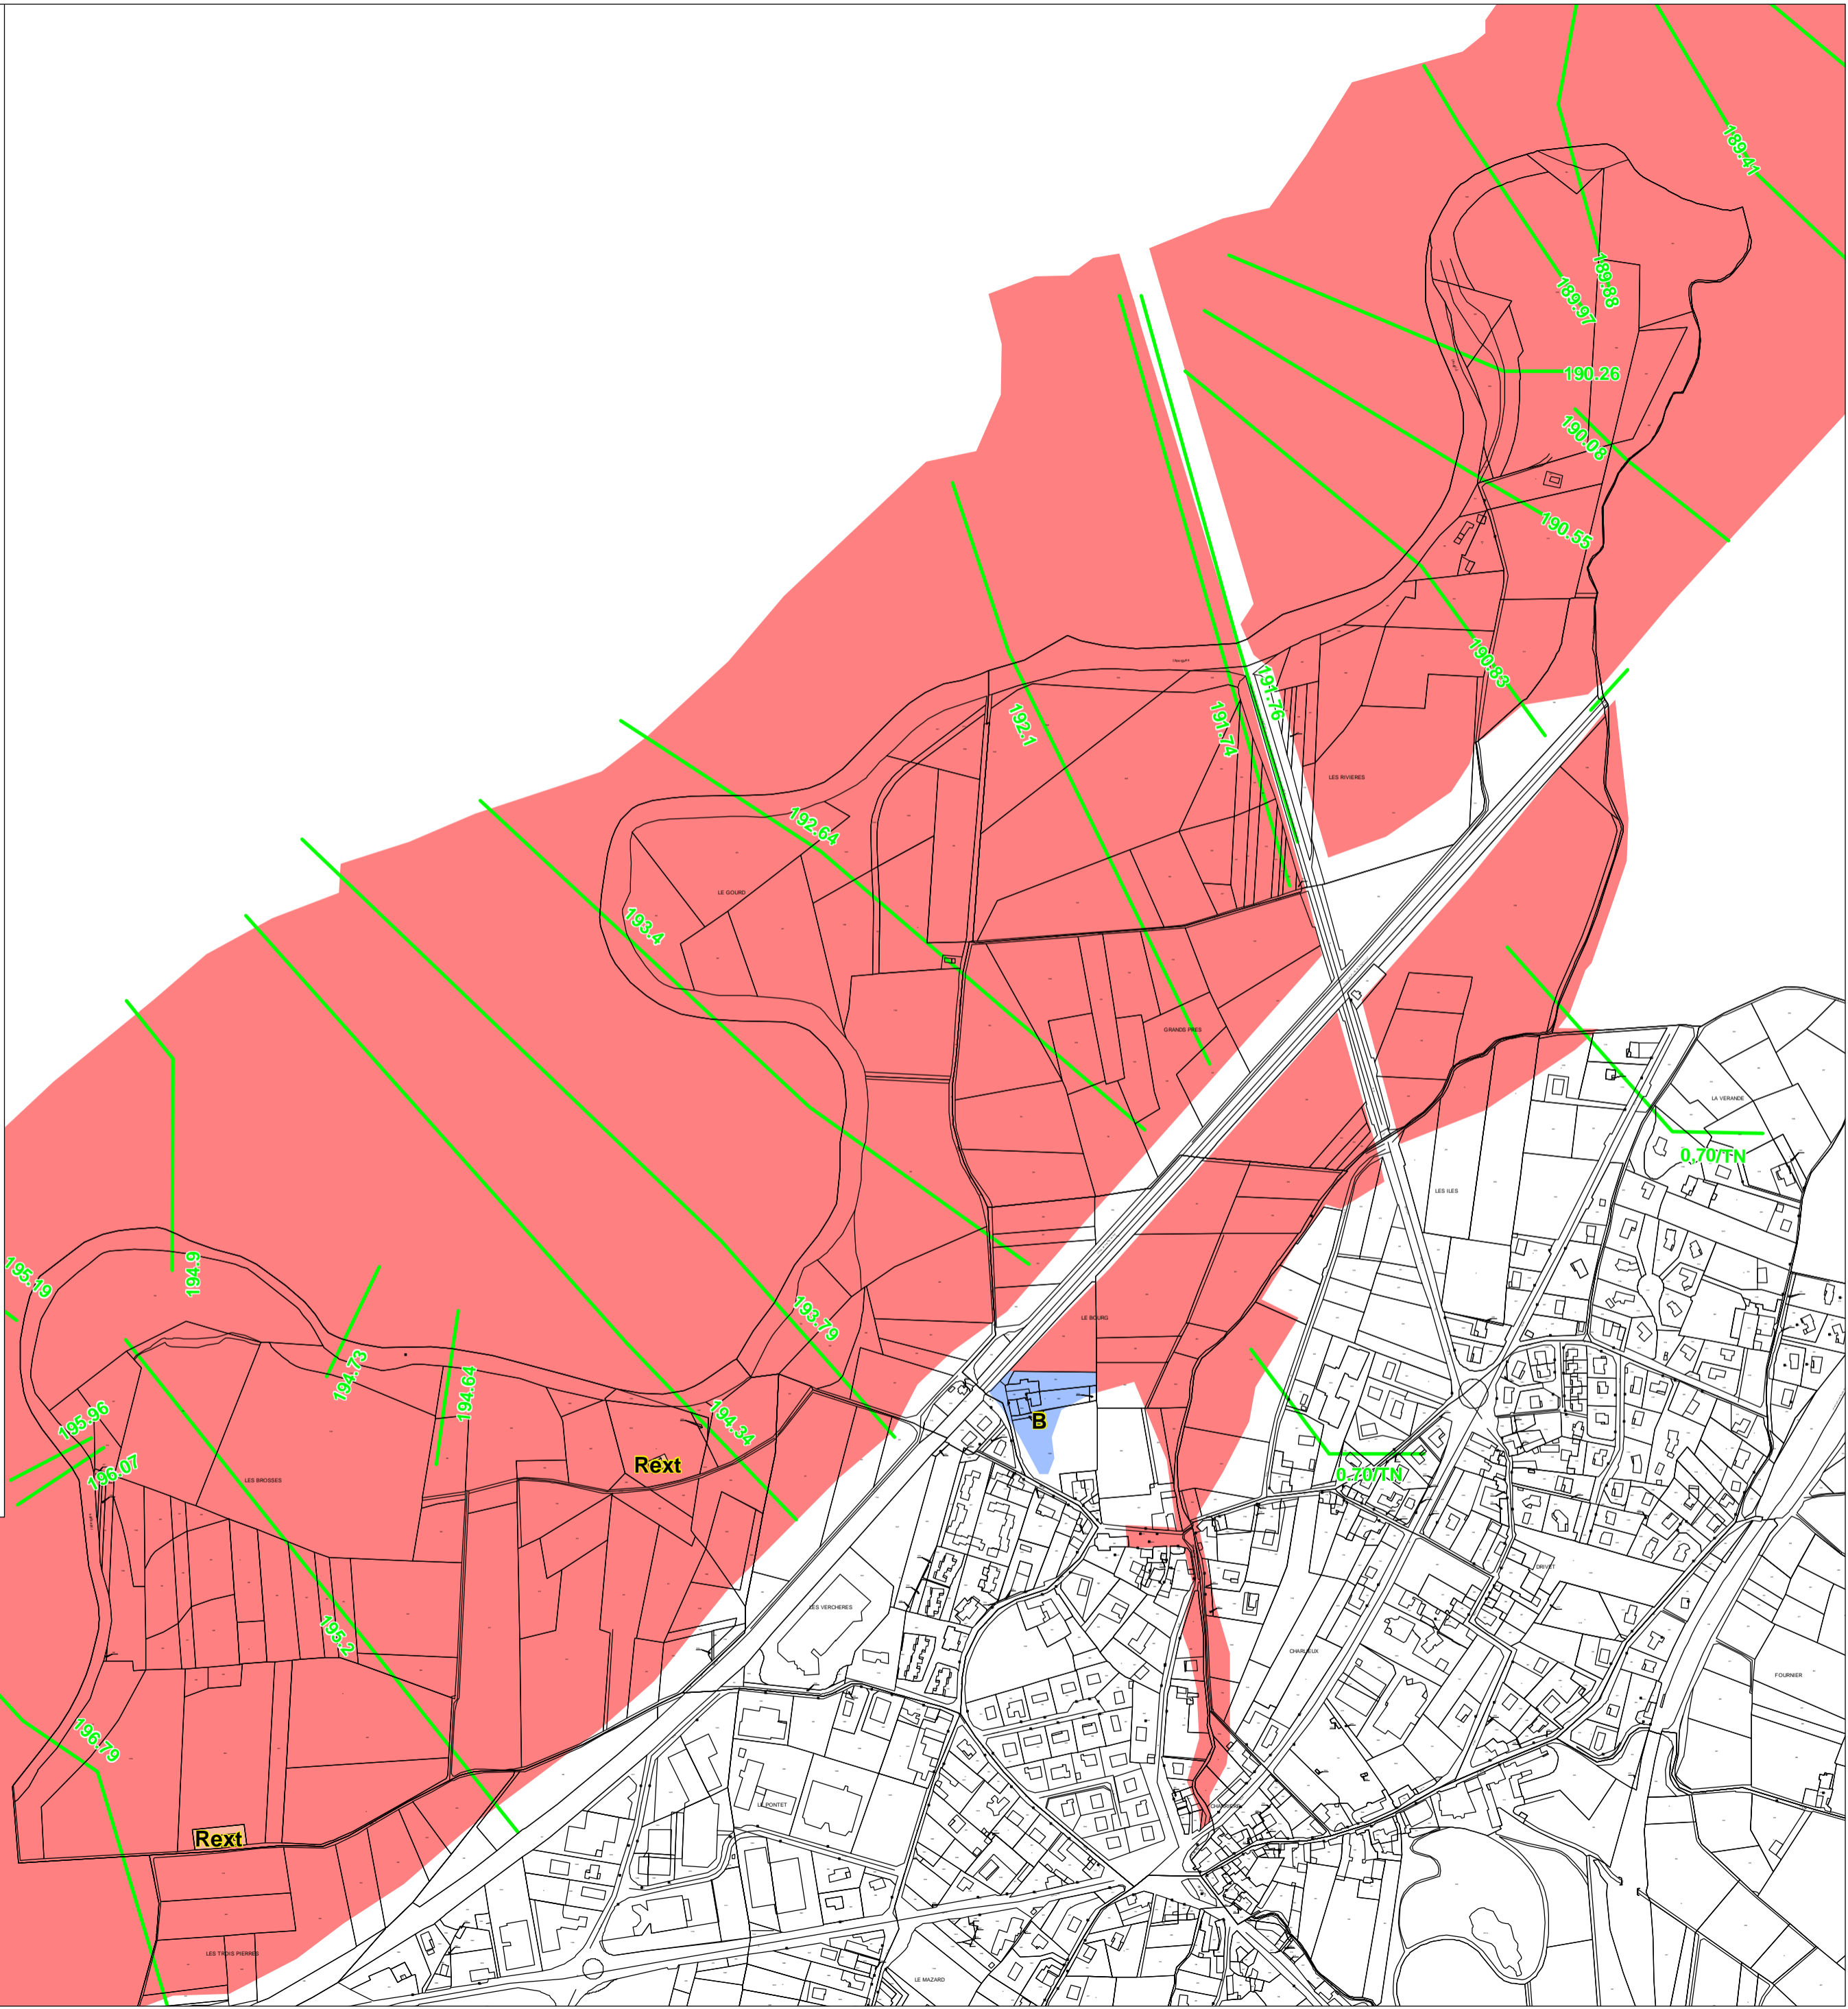 189.41
189.88
189.97
190.26
190.08
190.55
190.83
191.76
191.74
192.1
LES RIVIERES
192.64
LE GOURD
193.4
GRANDS PRES
LA VERANDE
0.70/TN
LES ILES
195.19
194.9
193.79
LE BOURG
194.73
194.64
194.34
B
195.96
196.07
Rext
LES BROSSES
0.70/TN
DRIVET
195.2
LES VERCHERES
CHARLIEUX
FOURNIER
196.79
LE PONTET
Rext
LES TROIS PIERRES
LE MAZARD